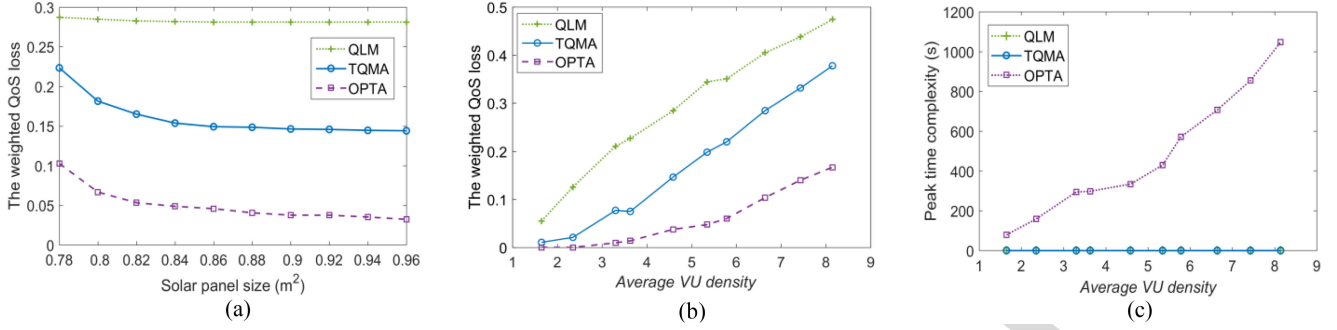 The weighted QoS loss
0.3
0.25
0.2
0.15
0.1
0.05
0
QLM
TQMA
OPTA
0.78 0.8 0.82 0.84 0.86 0.88 0.9 0.92 0.94 0.96
Solar panel size (m²)
(a)
The weighted QoS loss
0.5
0.4
0.3
0.2
0.1
0
QLM
TQMA
OPTA
1 2 3 4 5 6 7 8 9
Average VU density
(b)
Peak time complexity (s)
1200
1000
800
600
400
200
0
QLM
TQMA
OPTA
1 2 3 4 5 6 7 8 9
Average VU density
(c)